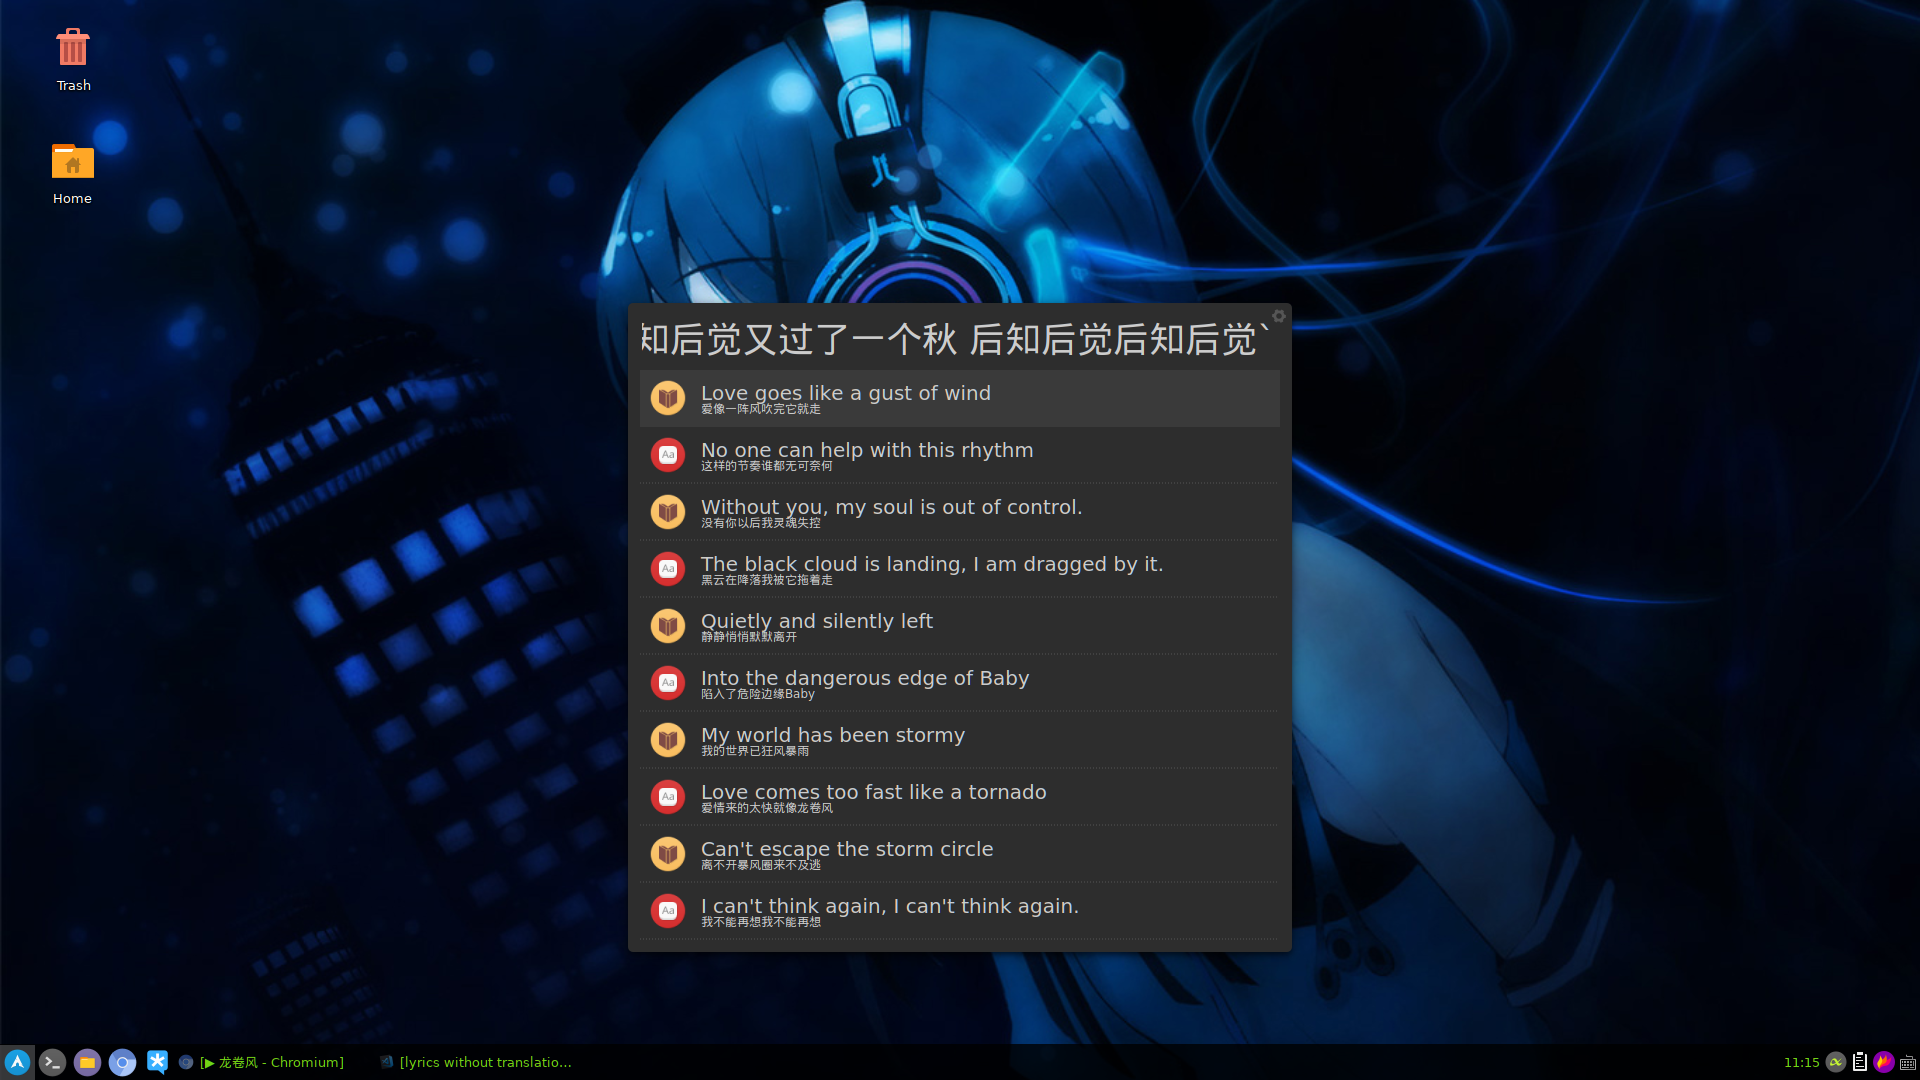 Trash
Home
知后觉又过了一个秋 后知后觉后知后觉`
Love goes like a gust of wind
爱像一阵风吹完它就走
No one can help with this rhythm
这样的节奏谁都无可奈何
Without you, my soul is out of control.
没有你以后我灵魂失控
The black cloud is landing, I am dragged by it.
黑云在降落我被它拖着走
Quietly and silently left
静静悄悄默默离开
Into the dangerous edge of Baby
陷入了危险边缘Baby
My world has been stormy
我的世界已狂风暴雨
Love comes too fast like a tornado
爱情来的太快就像龙卷风
Can't escape the storm circle
离不开暴风圈来不及逃
I can't think again, I can't think again.
我不能再想我不能再想
[▶ 龙卷风 - Chromium]
[lyrics without translatio...
11:15